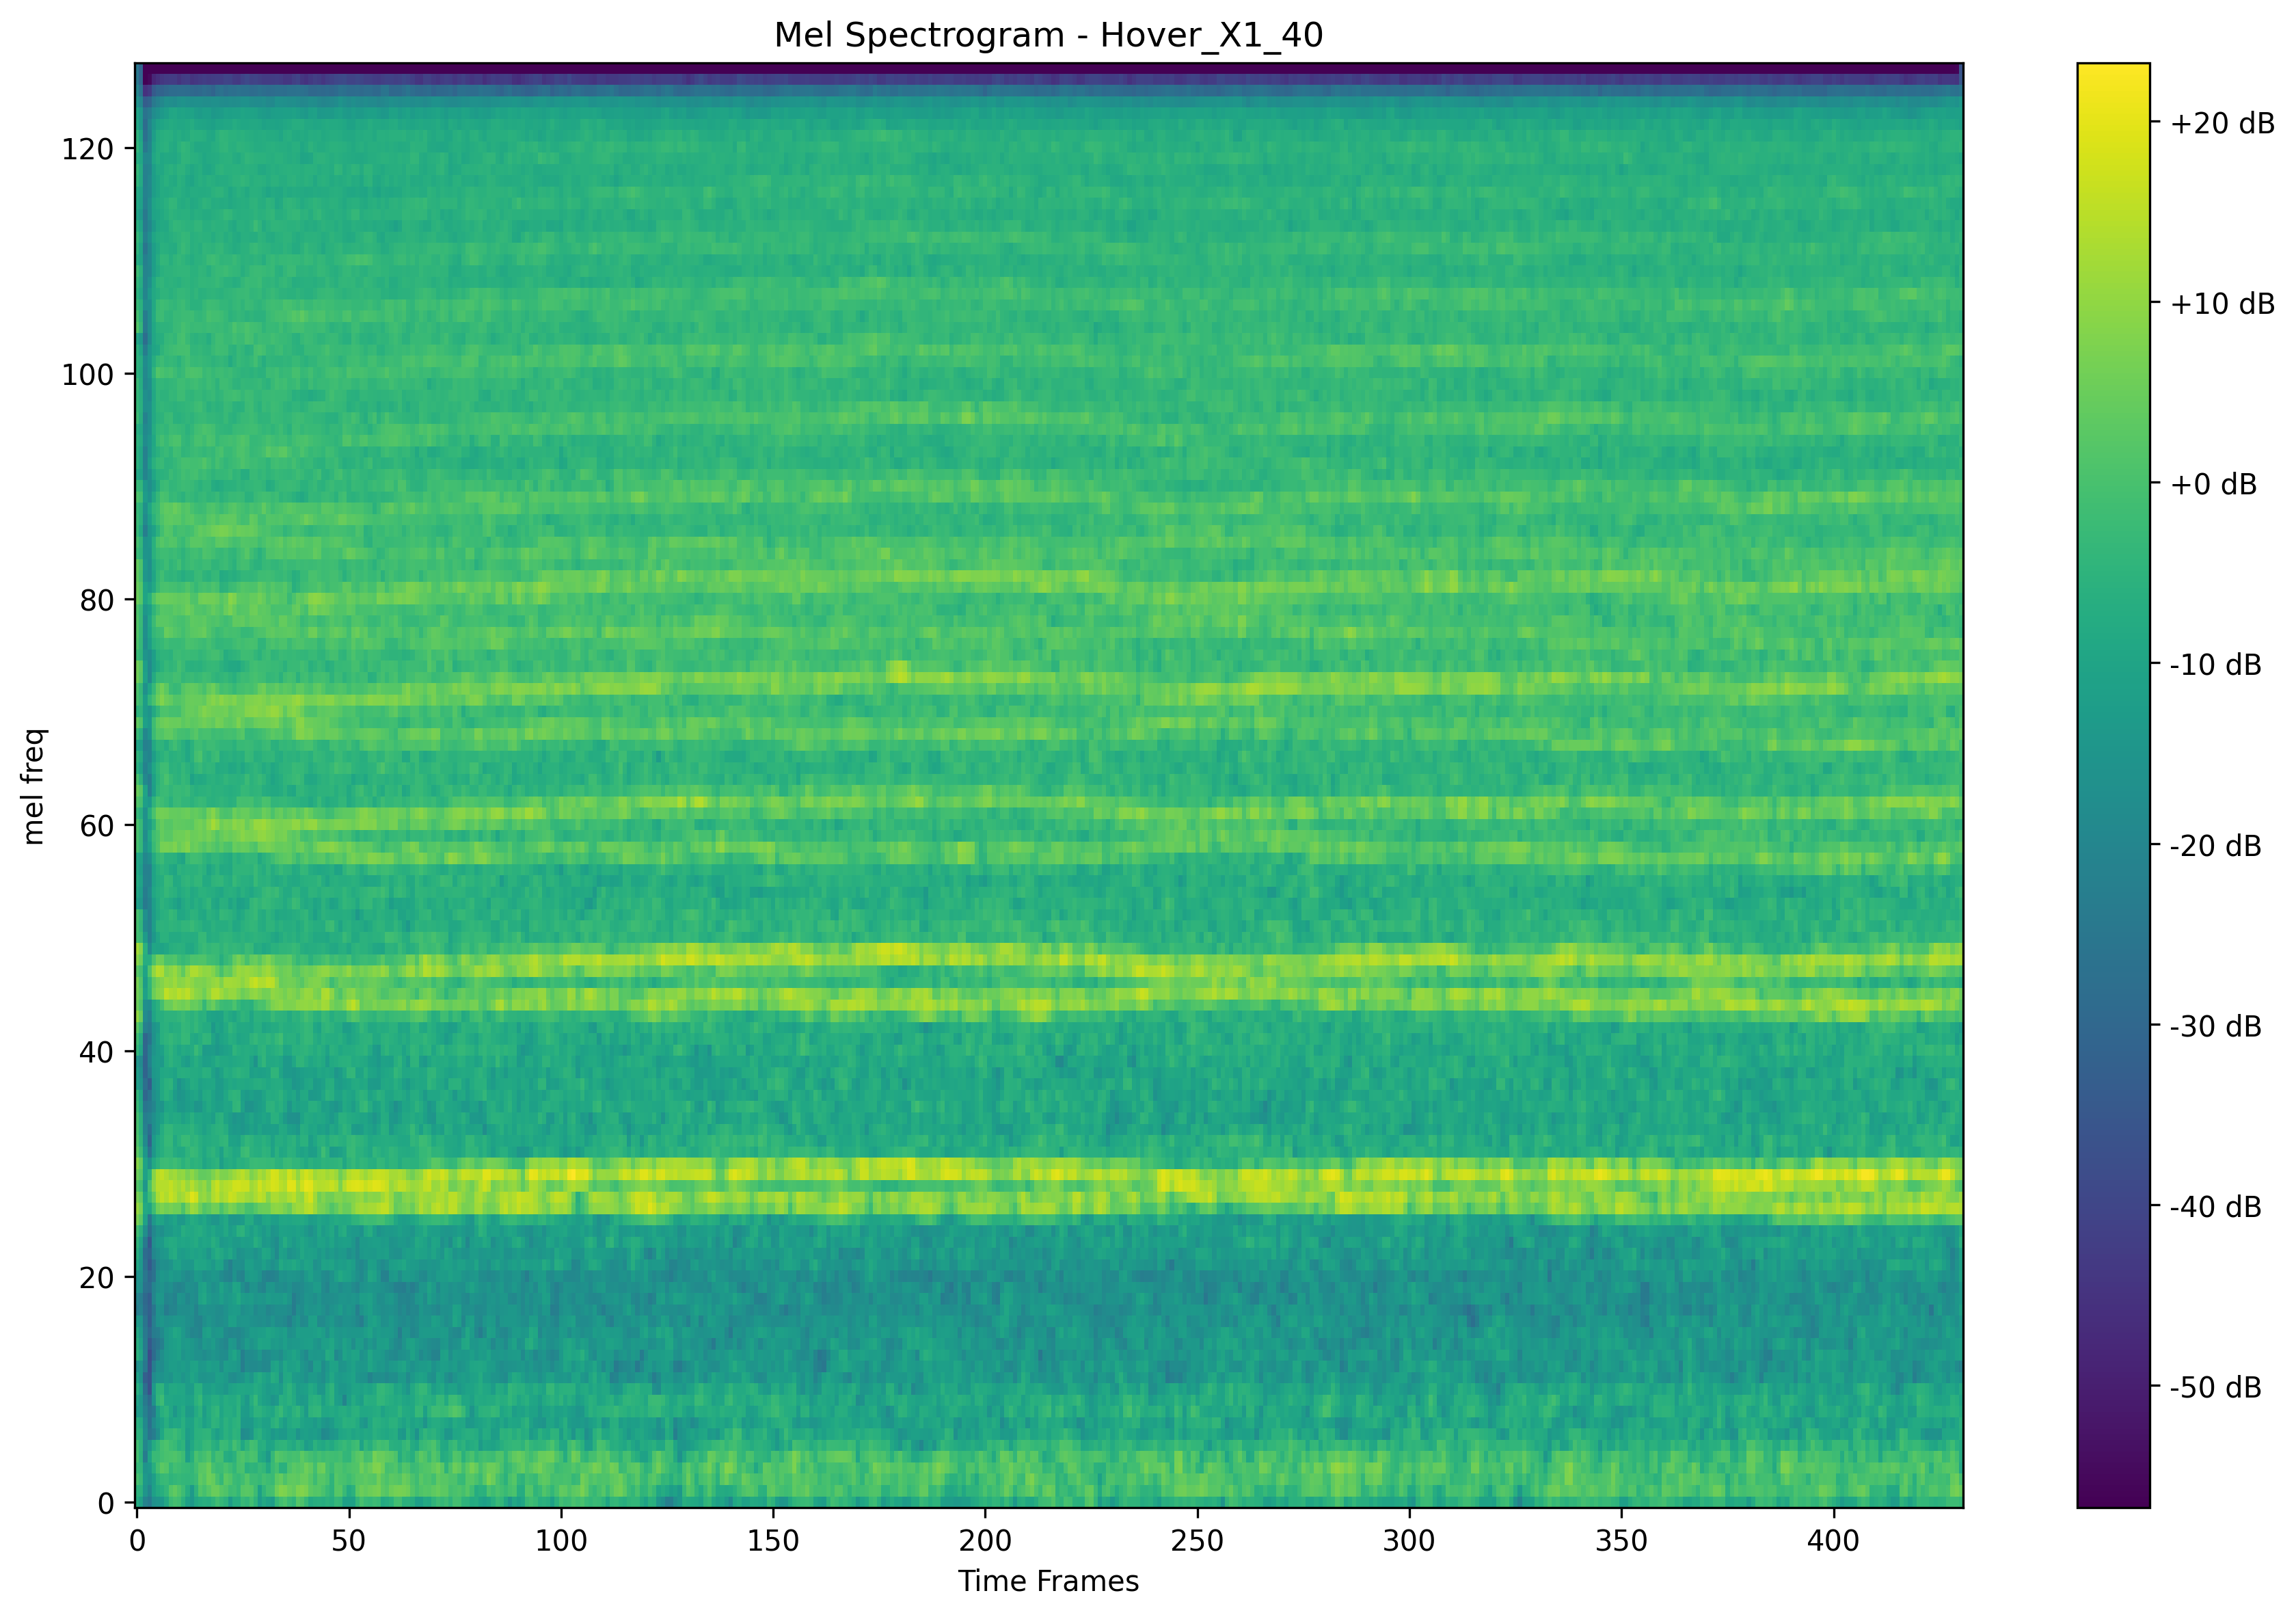 Mel Spectrogram - Hover_X1_40
mel freq
120
100
80
60
40
20
0
0 50 100 150 200 250 300 350 400
Time Frames
+20 dB
+10 dB
+0 dB
-10 dB
-20 dB
-30 dB
-40 dB
-50 dB